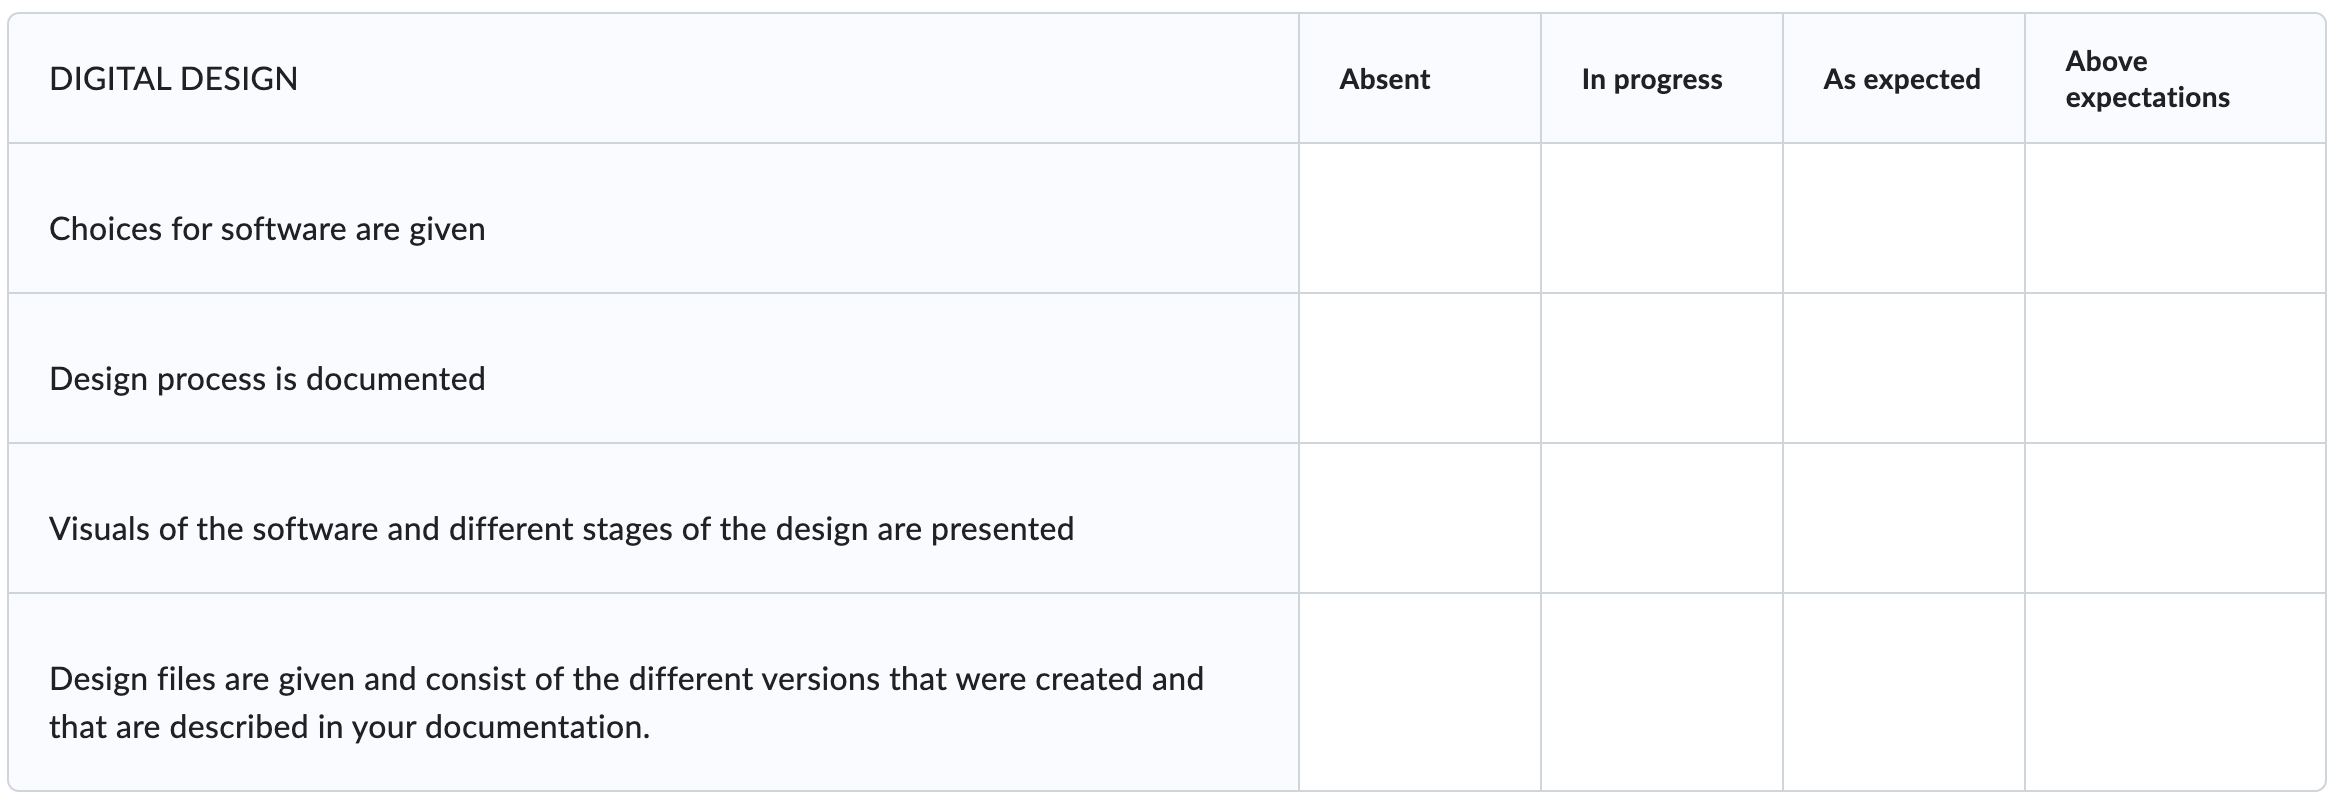 DIGITAL DESIGN
Absent
In progress
As expected
Above
expectations
Choices for software are given
Design process is documented
Visuals of the software and different stages of the design are presented
Design files are given and consist of the different versions that were created and
that are described in your documentation.